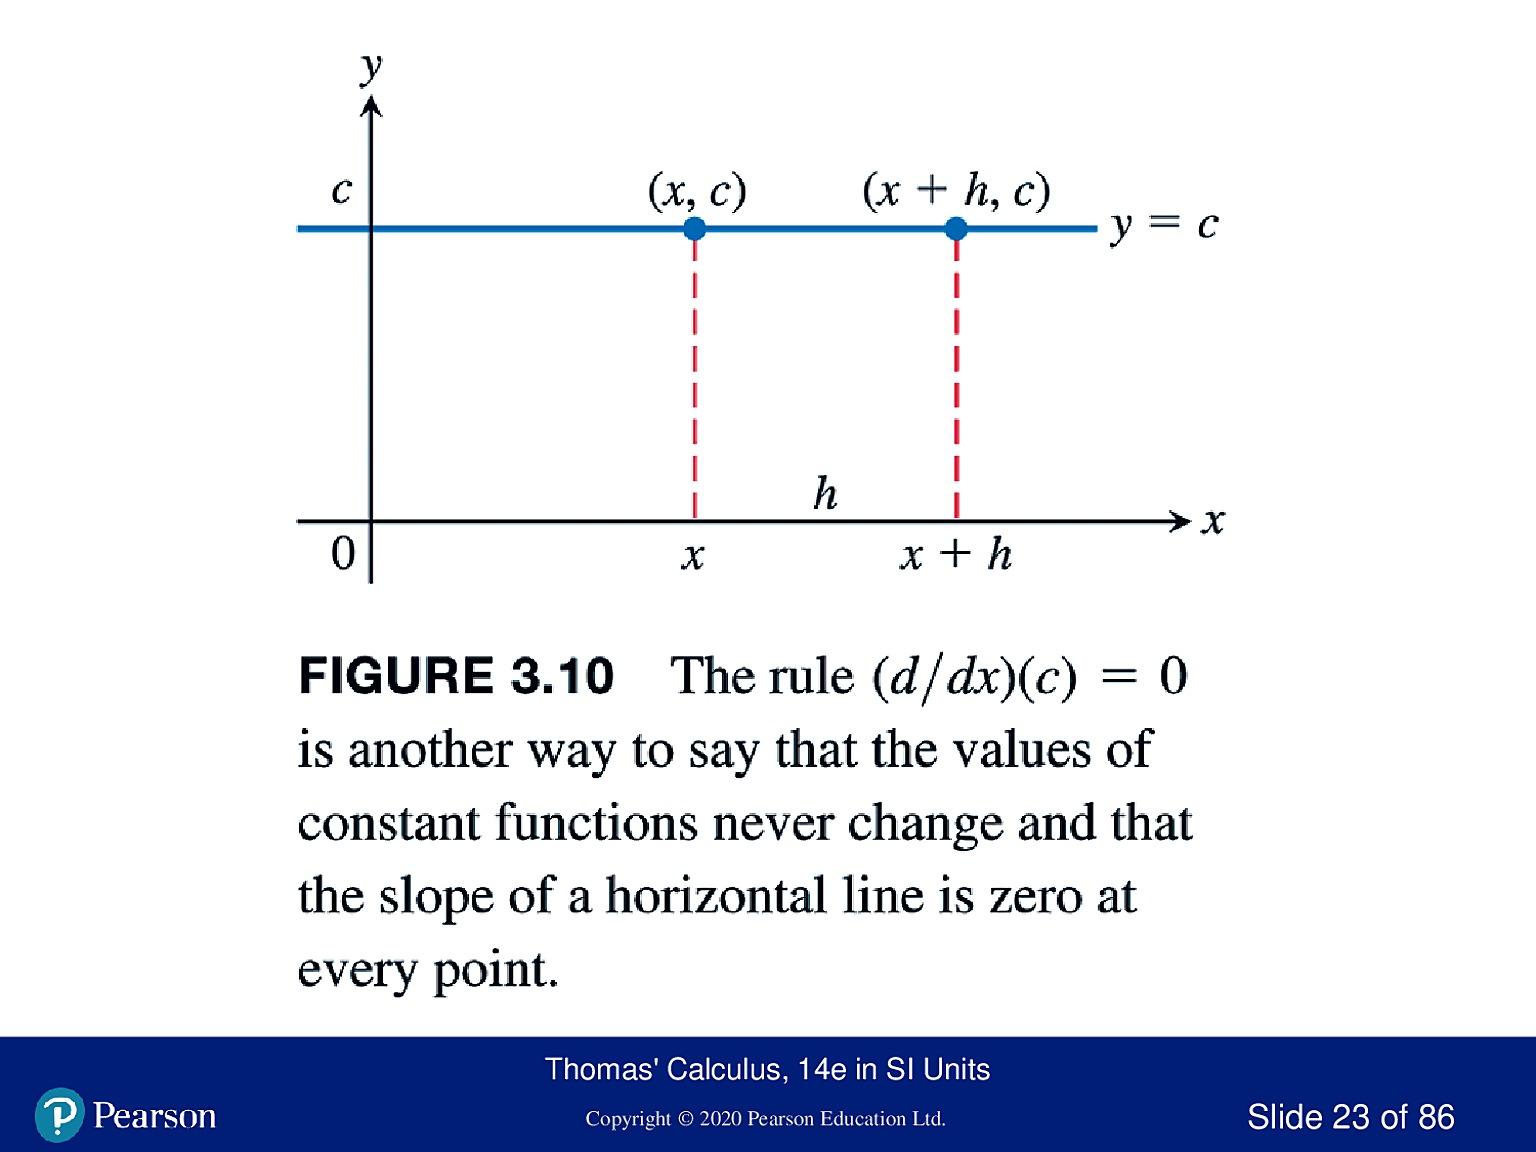 y
c
(x, c)
(x + h, c)
y = c
h
x
0
x
x + h
FIGURE 3.10 The rule (d/dx)(c) = 0
is another way to say that the values of
constant functions never change and that
the slope of a horizontal line is zero at
every point.
Thomas' Calculus, 14e in SI Units
Pearson
Copyright © 2020 Pearson Education Ltd.
Slide 23 of 86